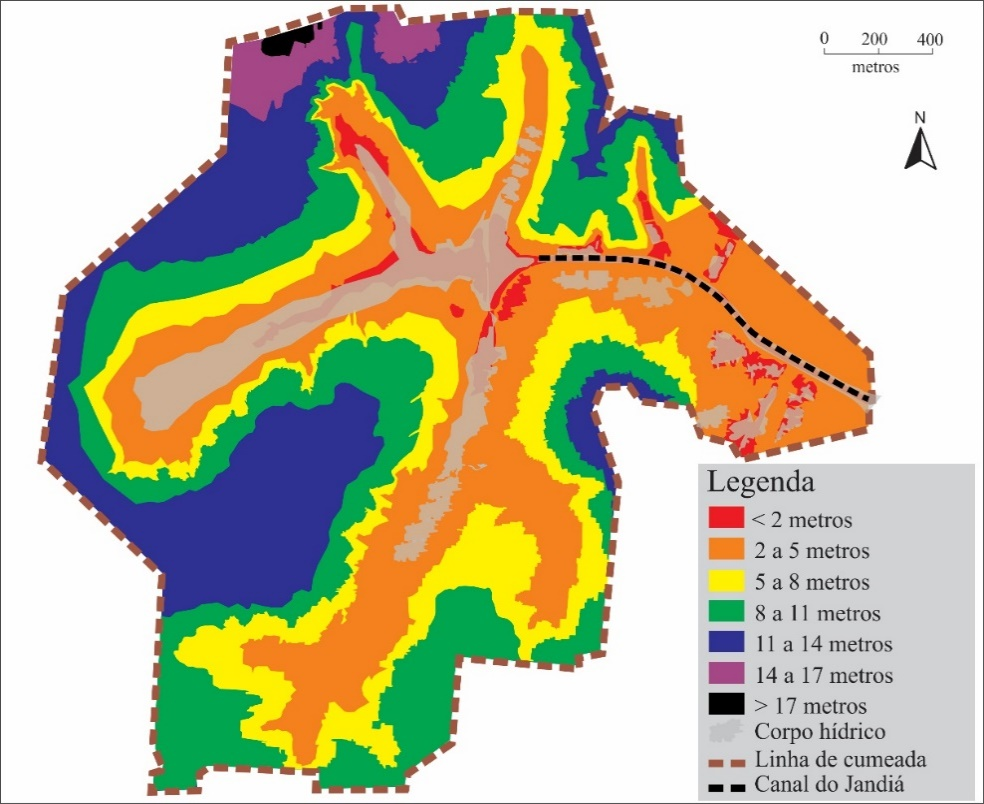 0 200 400
metros
N
Legenda
< 2 metros
2 a 5 metros
5 a 8 metros
8 a 11 metros
11 a 14 metros
14 a 17 metros
> 17 metros
Corpo hídrico
Linha de cumeada
Canal do Jandiá